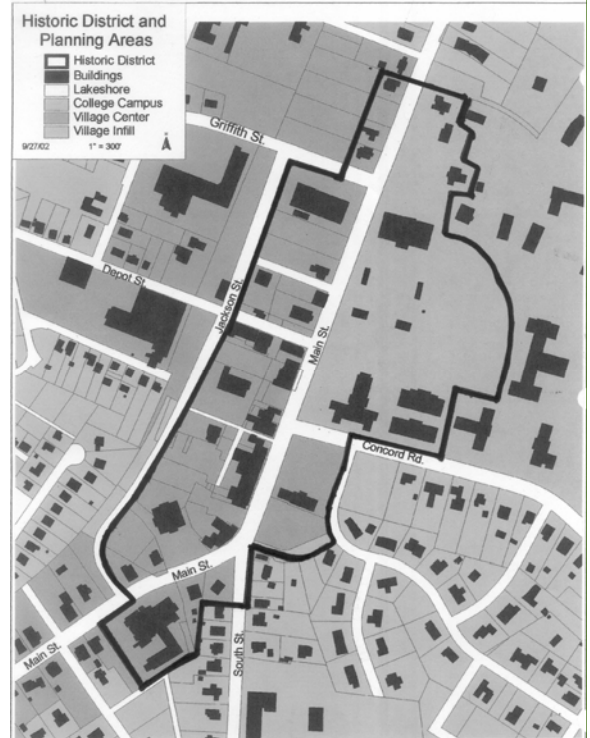 Historic District and
Planning Areas
Historic District
Buildings
Lakeshore
College Campus
Village Center
Village Infill
9/27/02 1" = 300'
Griffith St.
Depot St.
Jackson St.
Main St.
Concord Rd.
Main St.
Main St.
South St.